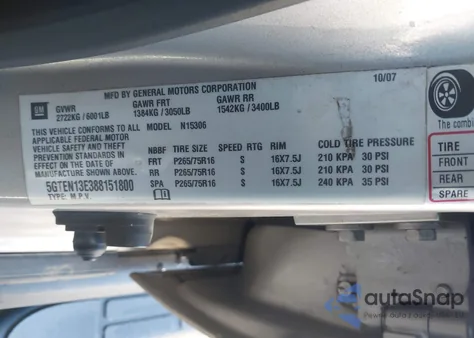 MFD BY GENERAL MOTORS CORPORATION
10/07
GM
GVWR GAWR FRT GAWR RR
2722KG / 6001LB 1384KG / 3050LB 1542KG / 3400LB
THIS VEHICLE CONFORMS TO ALL MODEL N15306
APPLICABLE FEDERAL MOTOR
VEHICLE SAFETY AND THEFT
PREVENTION STANDARDS IN
EFFECT ON THE DATE OF
MANUFACTURE SHOWN ABOVE.
5GTEN13E388151800
TYPE: M.P.V.
NBBF TIRE SIZE SPEED RTG RIM COLD TIRE PRESSURE
FRT P265/75R16 S 16X7.5J 210 KPA 30 PSI
RR P265/75R16 S 16X7.5J 210 KPA 30 PSI
SPA P265/75R16 S 16X7.5J 240 KPA 35 PSI
The combi
TIRE
FRONT
REAR
SPARE
autoSnap